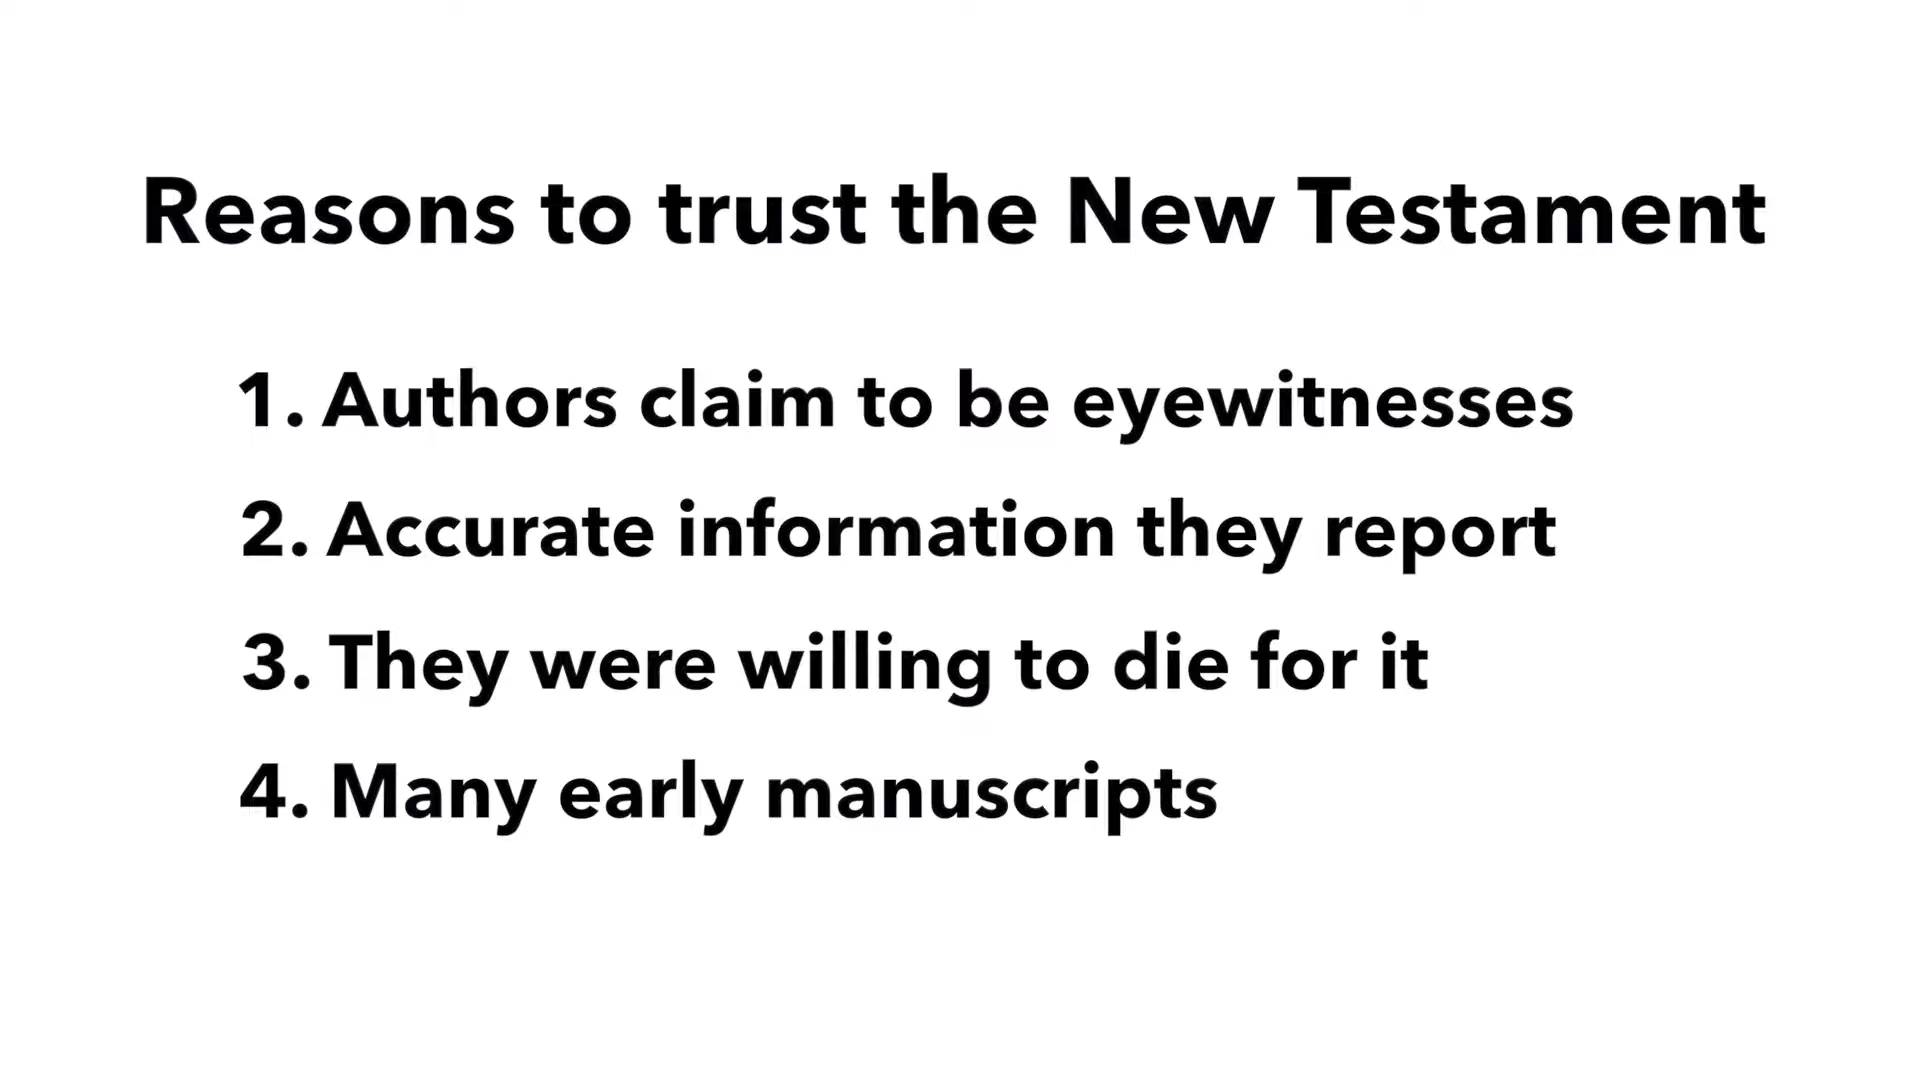 Reasons to trust the New Testament
1. Authors claim to be eyewitnesses
2. Accurate information they report
3. They were willing to die for it
4. Many early manuscripts